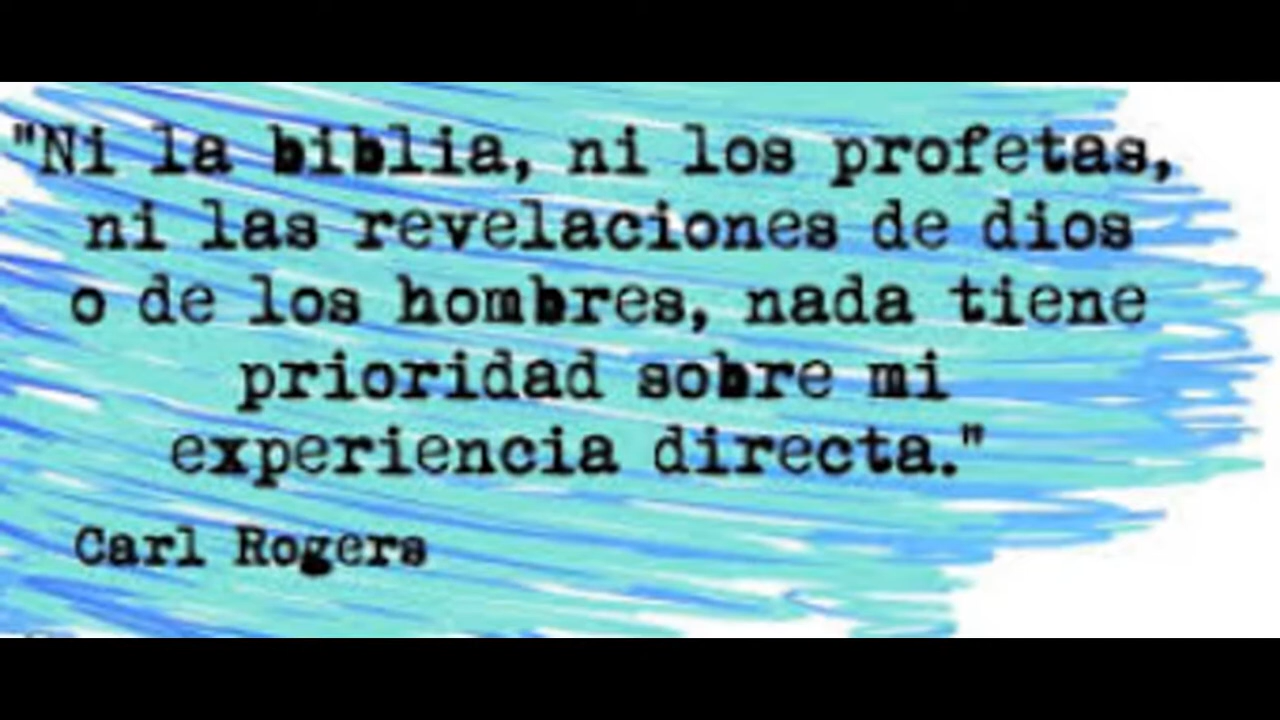 "Ni la biblia, ni los profetas,
ni las revelaciones de dios
o de los hombres, nada tiene
prioridad sobre mi
experiencia directa."
Carl Rogers